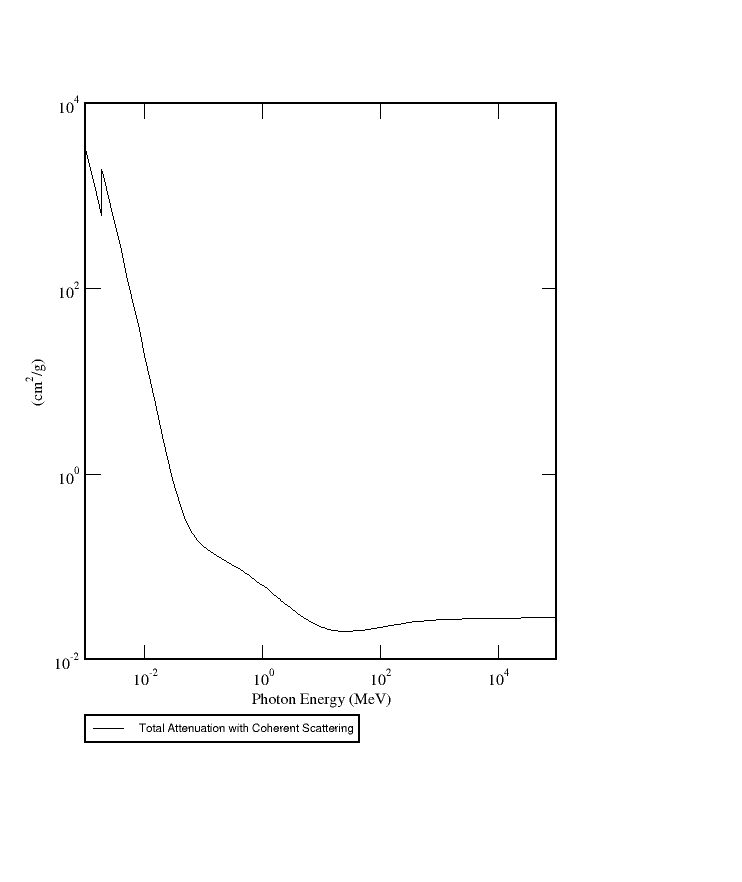 10^4
10^2
10^0
10^-2
(cm^2/g)
10^-2 10^0 10^2 10^4
Photon Energy (MeV)
Total Attenuation with Coherent Scattering